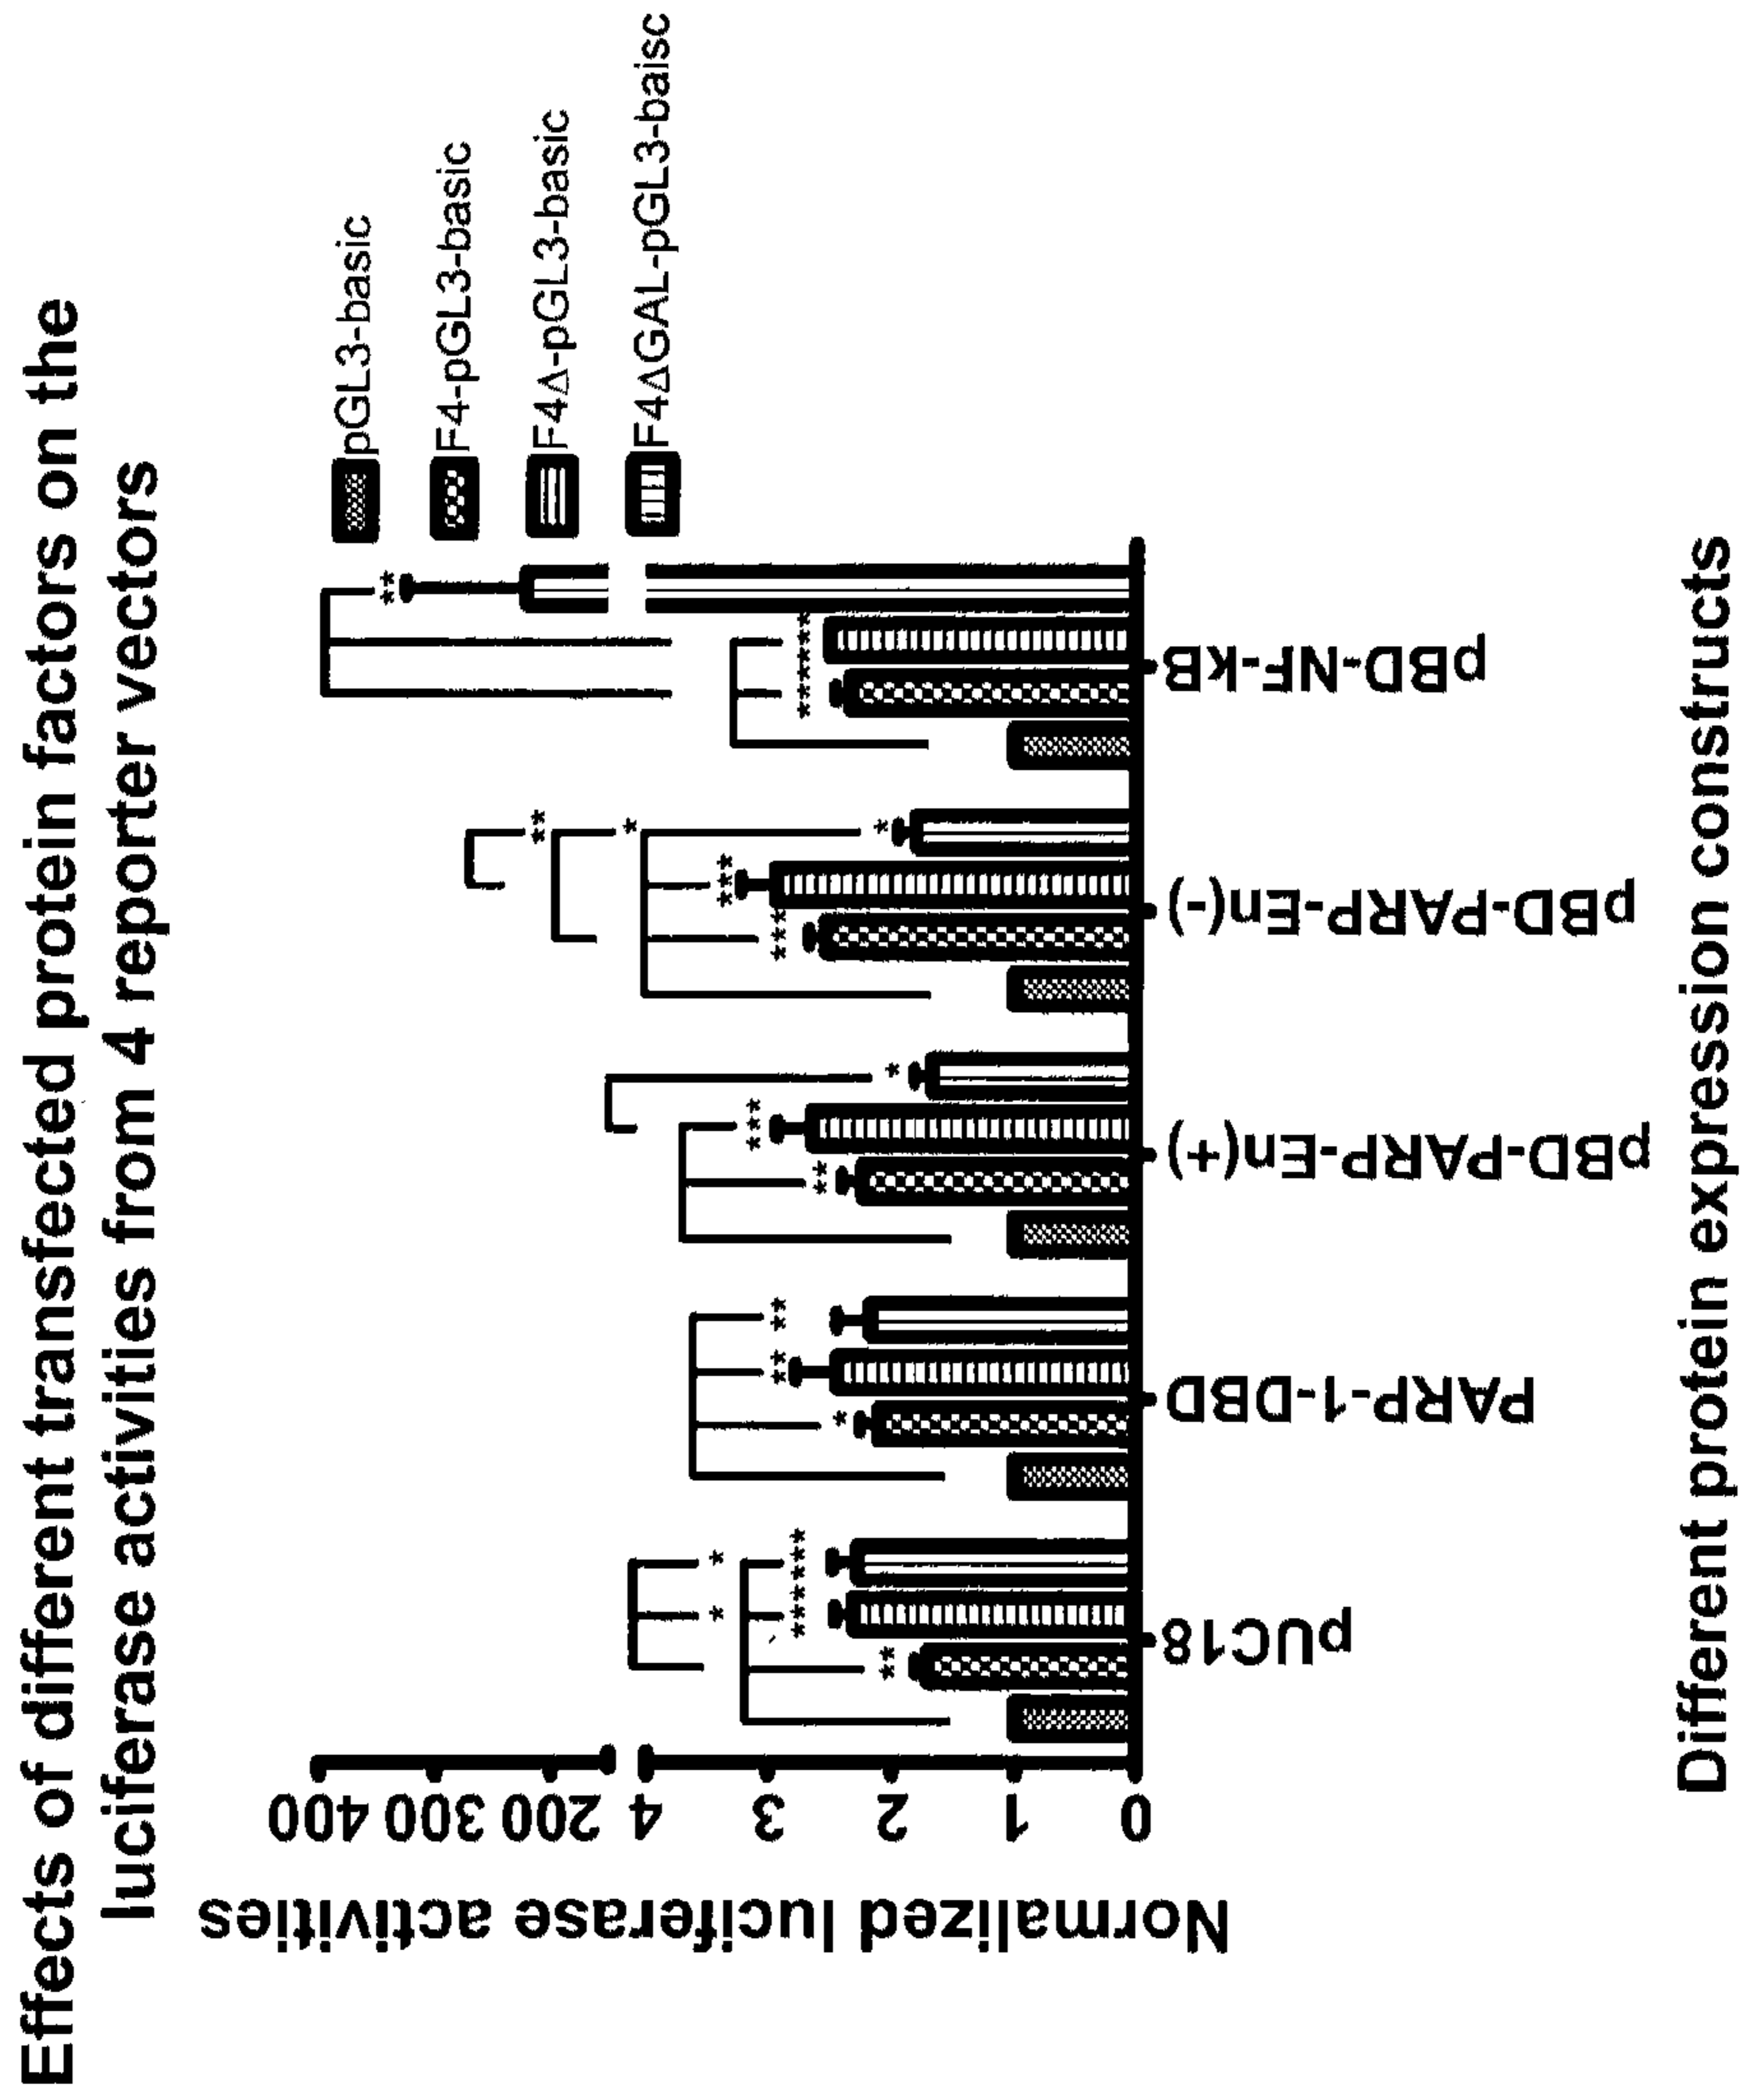 Effects of different transfected protein factors on the
luciferase activities from 4 reporter vectors
pGL3-basic
F4-pGL3-basic
F4Δ-pGL3-basic
F4ΔGAL-pGL3-baisc
Normalized luciferase activities
400
300
200
4
3
2
1
0
* *
** *** ***
* ** **
** *** *
*** *** *
* **
*** ***
**
pUC18
PARP-1-DBD
pBD-PARP-En(+)
pBD-PARP-En(-)
pBD-NF-kB
Different protein expression constructs